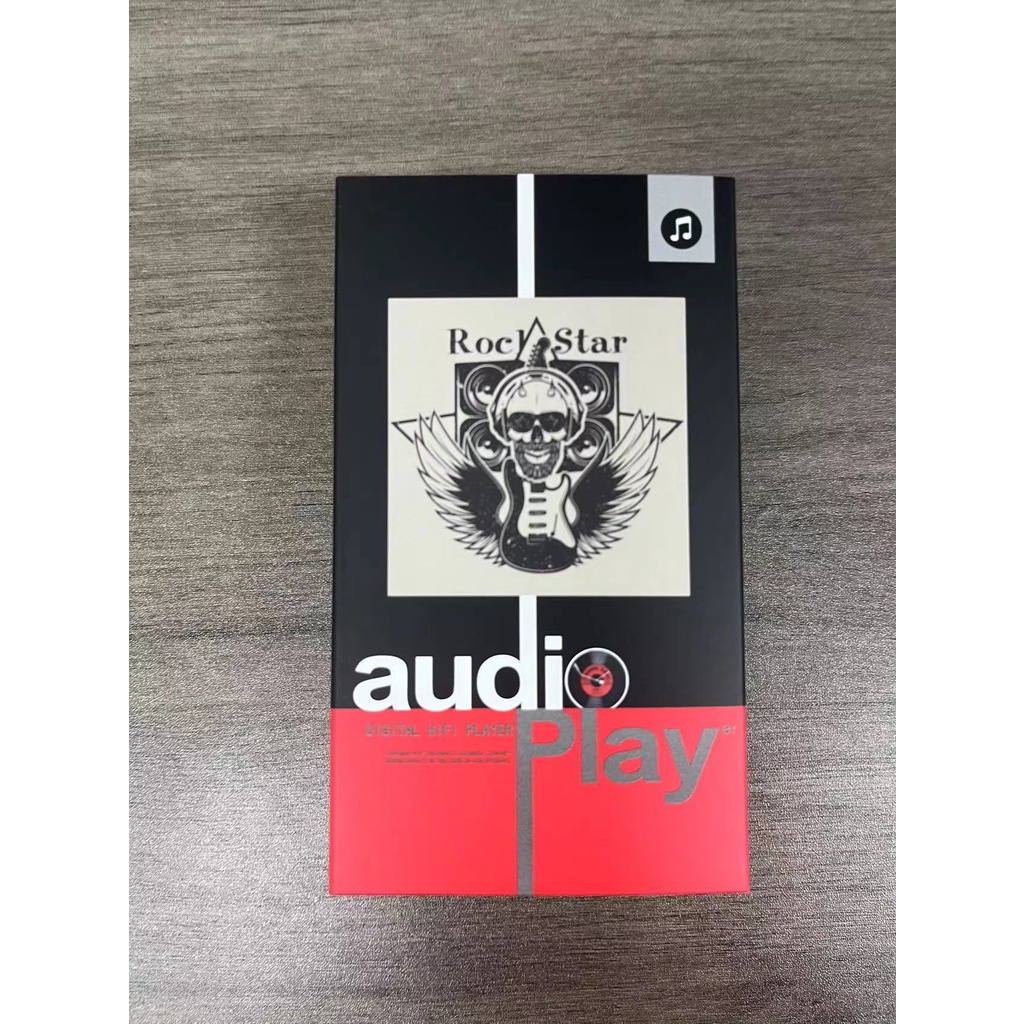 Rock Star
audio
DIGITAL HIFI PLAYER
Play